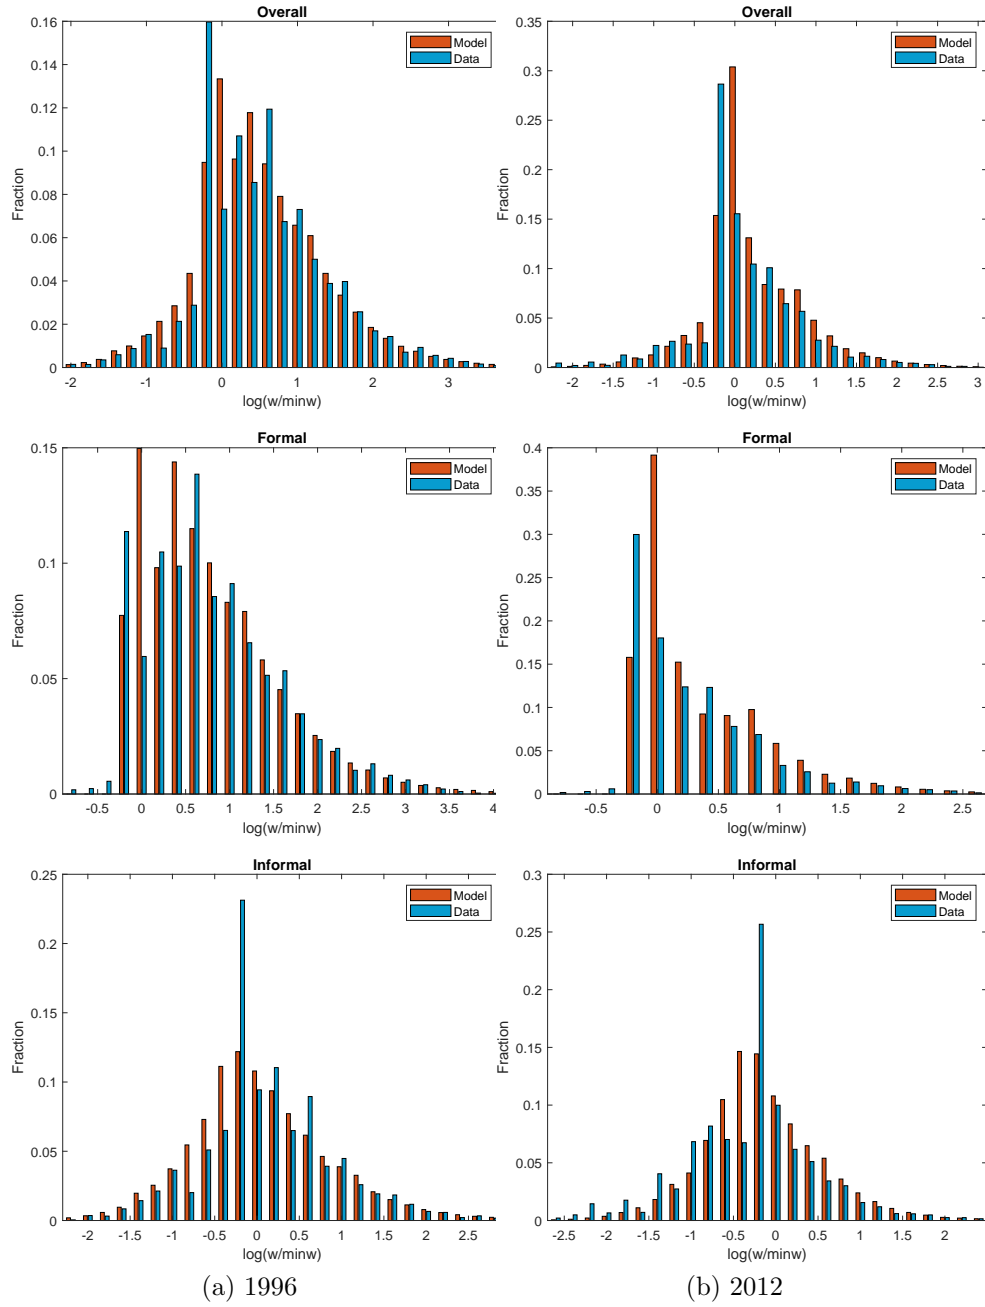 Overall
0.16
0.14
0.12
0.1
0.08
0.06
0.04
0.02
0
Fraction
Model
Data
-2 -1 0 1 2 3
log(w/minw)
Overall
0.35
0.3
0.25
0.2
0.15
0.1
0.05
0
Fraction
Model
Data
-2 -1.5 -1 -0.5 0 0.5 1 1.5 2 2.5 3
log(w/minw)
Formal
0.15
0.1
0.05
0
Fraction
Model
Data
-0.5 0 0.5 1 1.5 2 2.5 3 3.5 4
log(w/minw)
Formal
0.4
0.35
0.3
0.25
0.2
0.15
0.1
0.05
0
Fraction
Model
Data
-0.5 0 0.5 1 1.5 2 2.5
log(w/minw)
Informal
0.25
0.2
0.15
0.1
0.05
0
Fraction
Model
Data
-2 -1.5 -1 -0.5 0 0.5 1 1.5 2 2.5
log(w/minw)
Informal
0.3
0.25
0.2
0.15
0.1
0.05
0
Fraction
Model
Data
-2.5 -2 -1.5 -1 -0.5 0 0.5 1 1.5 2
log(w/minw)
(a) 1996
(b) 2012